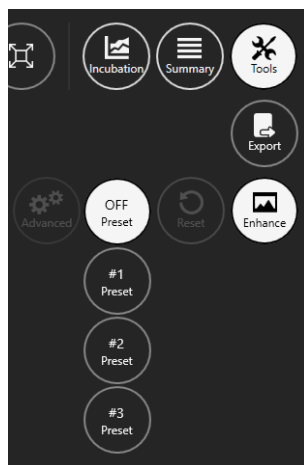 Incubation
Summary
Tools
Export
Advanced
OFF
Preset
Reset
Enhance
#1
Preset
#2
Preset
#3
Preset